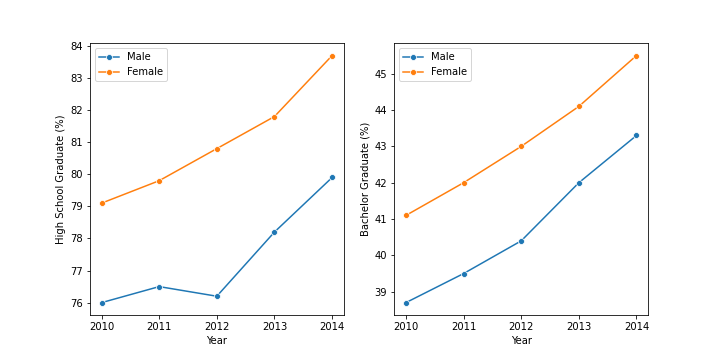 Male
Female
84
83
82
81
80
79
78
77
76
High School Graduate (%)
2010 2011 2012 2013 2014
Year
Male
Female
45
44
43
42
41
40
39
Bachelor Graduate (%)
2010 2011 2012 2013 2014
Year